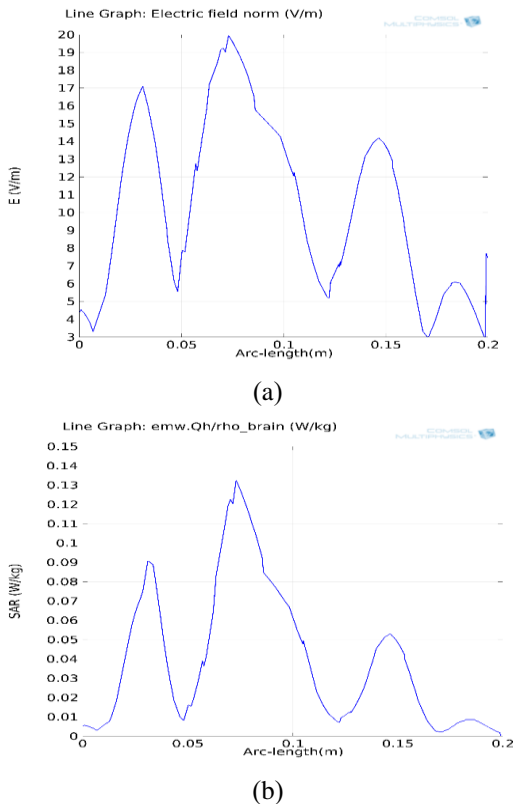 Line Graph: Electric field norm (V/m)
COMSOL
MULTIPHYSICS
20
19
18
17
16
15
14
13
12
11
10
9
8
7
6
5
4
3
E (V/m)
0 0.05 0.1 0.15 0.2
Arc-length(m)
(a)
Line Graph: emw.Qh/rho_brain (W/kg)
COMSOL
MULTIPHYSICS
0.15
0.14
0.13
0.12
0.11
0.1
0.09
0.08
0.07
0.06
0.05
0.04
0.03
0.02
0.01
0
SAR (W/kg)
0 0.05 0.1 0.15 0.2
Arc-length(m)
(b)